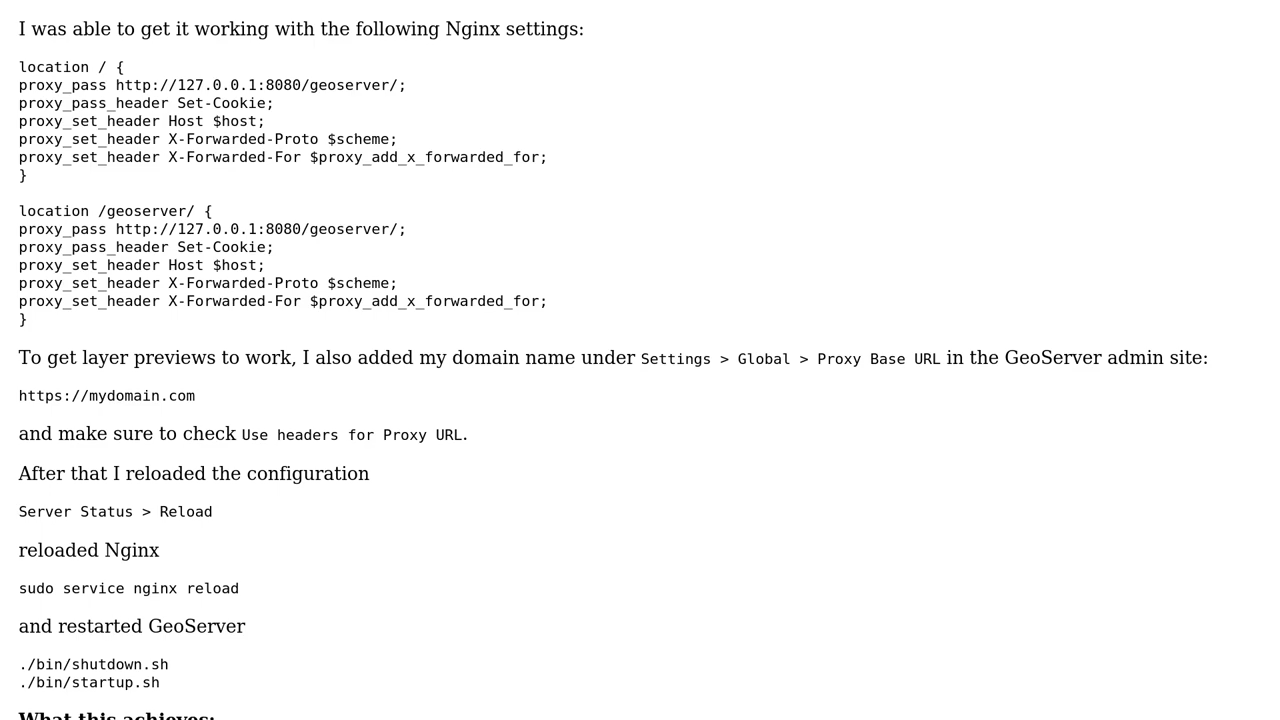 I was able to get it working with the following Nginx settings:
location / {
proxy_pass http://127.0.0.1:8080/geoserver/;
proxy_pass_header Set-Cookie;
proxy_set_header Host $host;
proxy_set_header X-Forwarded-Proto $scheme;
proxy_set_header X-Forwarded-For $proxy_add_x_forwarded_for;
}
location /geoserver/ {
proxy_pass http://127.0.0.1:8080/geoserver/;
proxy_pass_header Set-Cookie;
proxy_set_header Host $host;
proxy_set_header X-Forwarded-Proto $scheme;
proxy_set_header X-Forwarded-For $proxy_add_x_forwarded_for;
}
To get layer previews to work, I also added my domain name under Settings > Global > Proxy Base URL in the GeoServer admin site:
https://mydomain.com
and make sure to check Use headers for Proxy URL.
After that I reloaded the configuration
Server Status > Reload
reloaded Nginx
sudo service nginx reload
and restarted GeoServer
./bin/shutdown.sh
./bin/startup.sh
What this achieves: